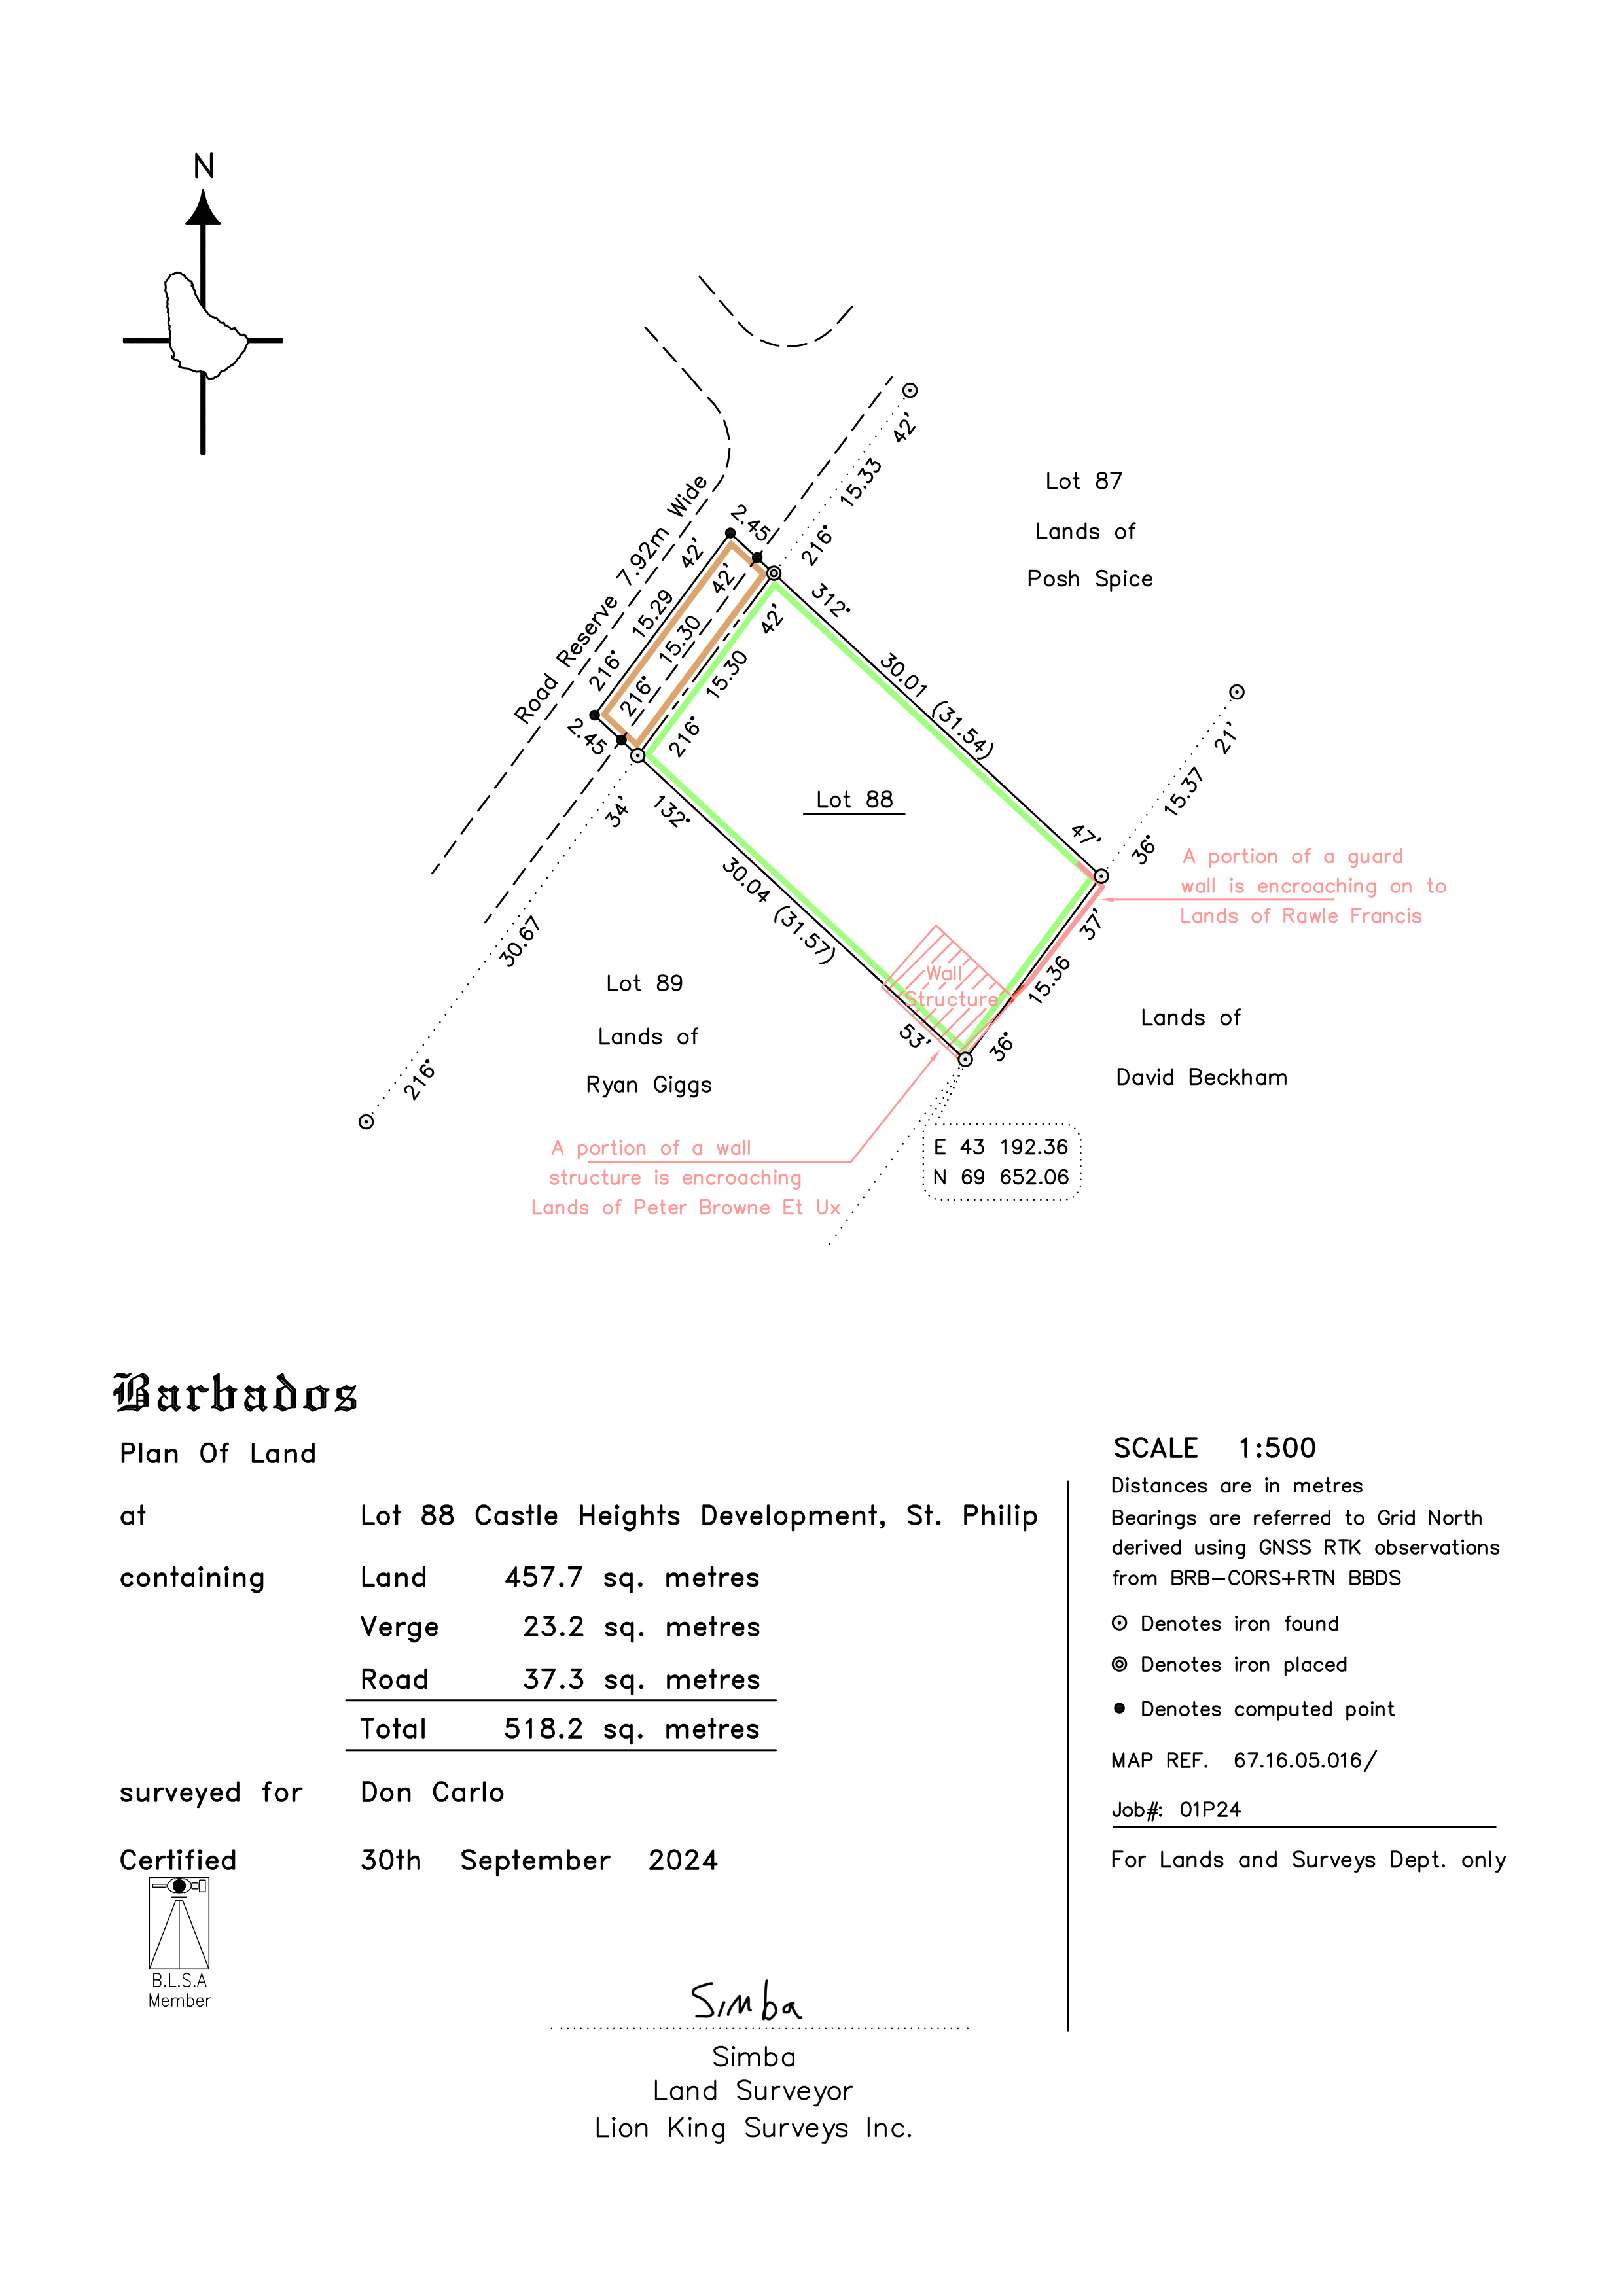 N
Road Reserve 7.92m Wide
2.45
216° 15.29 42'
216° 15.30 42'
216° 15.30 42'
2.45
216° 15.33 42'
312° 30.01 (31.54) 47'
Lot 87
Lands of
Posh Spice
36° 15.37 21'
Lot 88
A portion of a guard
wall is encroaching on to
Lands of Rawle Francis
132° 30.04 (31.57) 53'
216° 30.67 34'
36° 15.36 37'
Wall
Structure
Lot 89
Lands of
Ryan Giggs
Lands of
David Beckham
A portion of a wall
structure is encroaching
Lands of Peter Browne Et Ux
E 43 192.36
N 69 652.06
Barbados
Plan Of Land
at Lot 88 Castle Heights Development, St. Philip
containing Land 457.7 sq. metres
Verge 23.2 sq. metres
Road 37.3 sq. metres
Total 518.2 sq. metres
surveyed for Don Carlo
Certified 30th September 2024
B.L.S.A
Member
Simba
Simba
Land Surveyor
Lion King Surveys Inc.
SCALE 1:500
Distances are in metres
Bearings are referred to Grid North
derived using GNSS RTK observations
from BRB-CORS+RTN BBDS
Denotes iron found
Denotes iron placed
Denotes computed point
MAP REF. 67.16.05.016/
Job#: 01P24
For Lands and Surveys Dept. only